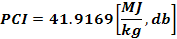 PCI = 41.9169 [MJ/kg, db]